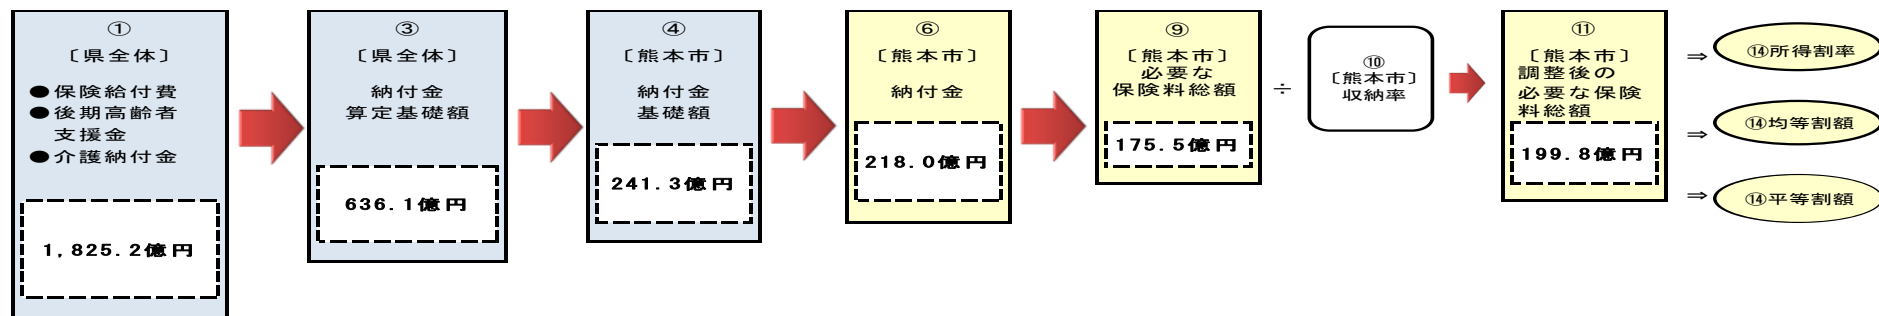 ①
〔県全体〕
●保険給付費
●後期高齢者
支援金
●介護納付金
1,825.2億円
③
〔県全体〕
納付金
算定基礎額
636.1億円
④
〔熊本市〕
納付金
基礎額
241.3億円
⑥
〔熊本市〕
納付金
218.0億円
⑨
〔熊本市〕
必要な
保険料総額
175.5億円
÷
⑩
〔熊本市〕
収納率
⑪
〔熊本市〕
調整後の
必要な保険
料総額
199.8億円
⇒
⑭所得割率
⇒
⑭均等割額
⇒
⑭平等割額